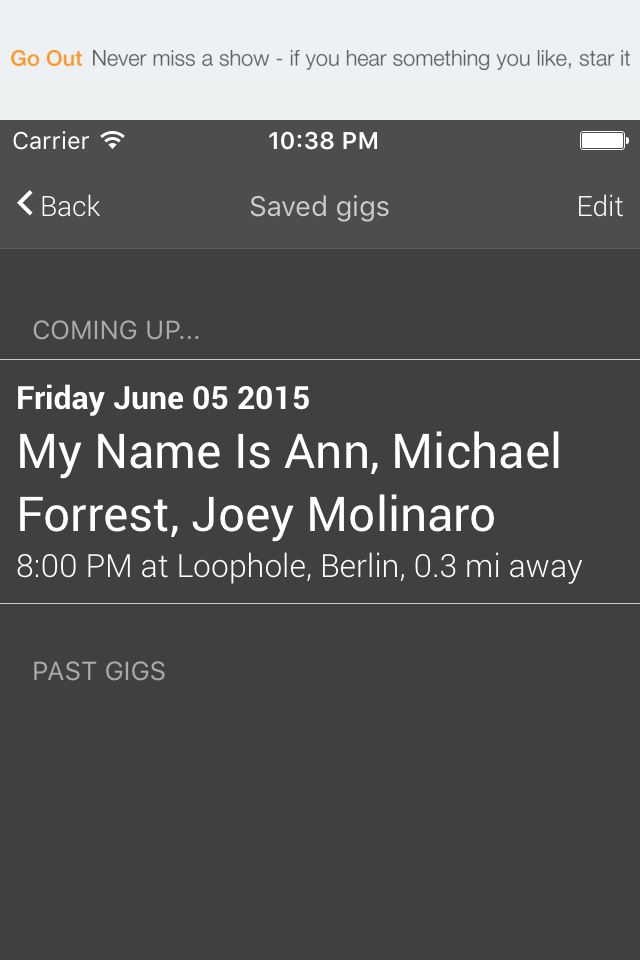 Go Out Never miss a show - if you hear something you like, star it
Carrier 10:38 PM
Back Saved gigs Edit
COMING UP...
Friday June 05 2015
My Name Is Ann, Michael
Forrest, Joey Molinaro
8:00 PM at Loophole, Berlin, 0.3 mi away
PAST GIGS